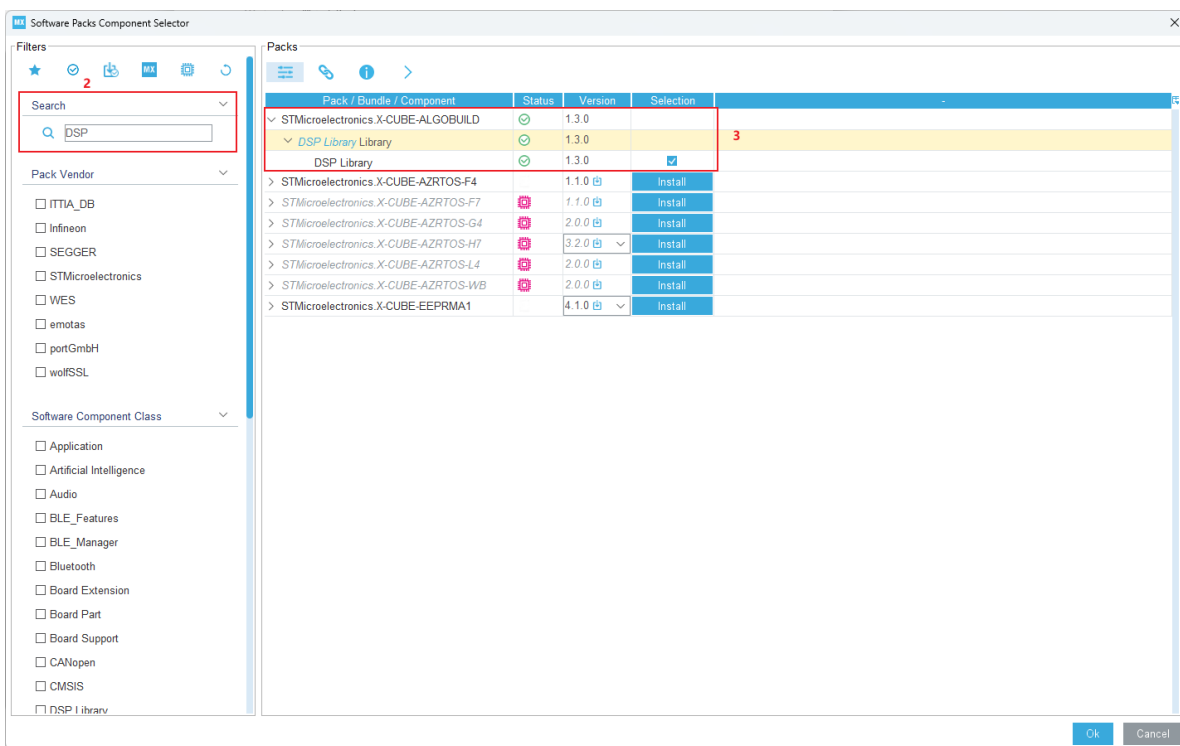 MX Software Packs Component Selector
Filters
MX
2
Search
DSP
Pack Vendor
ITTIA_DB
Infineon
SEGGER
STMicroelectronics
WES
emotas
portGmbH
wolfSSL
Software Component Class
Application
Artificial Intelligence
Audio
BLE_Features
BLE_Manager
Bluetooth
Board Extension
Board Part
Board Support
CANopen
CMSIS
DSP Library
Packs
Pack / Bundle / Component Status Version Selection -
STMicroelectronics.X-CUBE-ALGOBUILD 1.3.0
DSP Library Library 1.3.0
3
DSP Library 1.3.0
STMicroelectronics.X-CUBE-AZRTOS-F4 1.1.0 Install
STMicroelectronics.X-CUBE-AZRTOS-F7 1.1.0 Install
STMicroelectronics.X-CUBE-AZRTOS-G4 2.0.0 Install
STMicroelectronics.X-CUBE-AZRTOS-H7 3.2.0 Install
STMicroelectronics.X-CUBE-AZRTOS-L4 2.0.0 Install
STMicroelectronics.X-CUBE-AZRTOS-WB 2.0.0 Install
STMicroelectronics.X-CUBE-EEPRMA1 4.1.0 Install
Ok Cancel